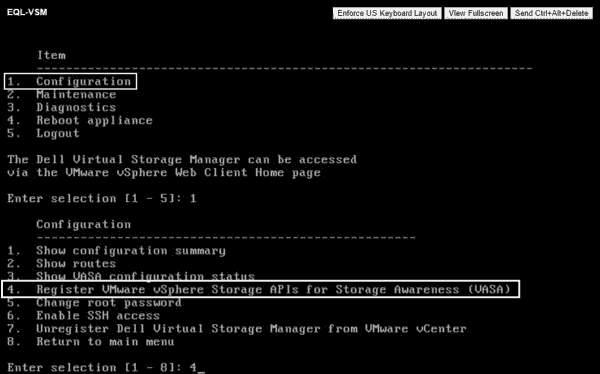 EQL-VSM
Enforce US Keyboard Layout View Fullscreen Send Ctrl+Alt+Delete
Item
1. Configuration
2. Maintenance
3. Diagnostics
4. Reboot appliance
5. Logout
The Dell Virtual Storage Manager can be accessed
via the VMware vSphere Web Client Home page
Enter selection [1 - 5]: 1
Configuration
1. Show configuration summary
2. Show routes
3. Show VASA configuration status
4. Register VMware vSphere Storage APIs for Storage Awareness (VASA)
5. Change root password
6. Enable SSH access
7. Unregister Dell Virtual Storage Manager from VMware vCenter
8. Return to main menu
Enter selection [1 - 8]: 4_